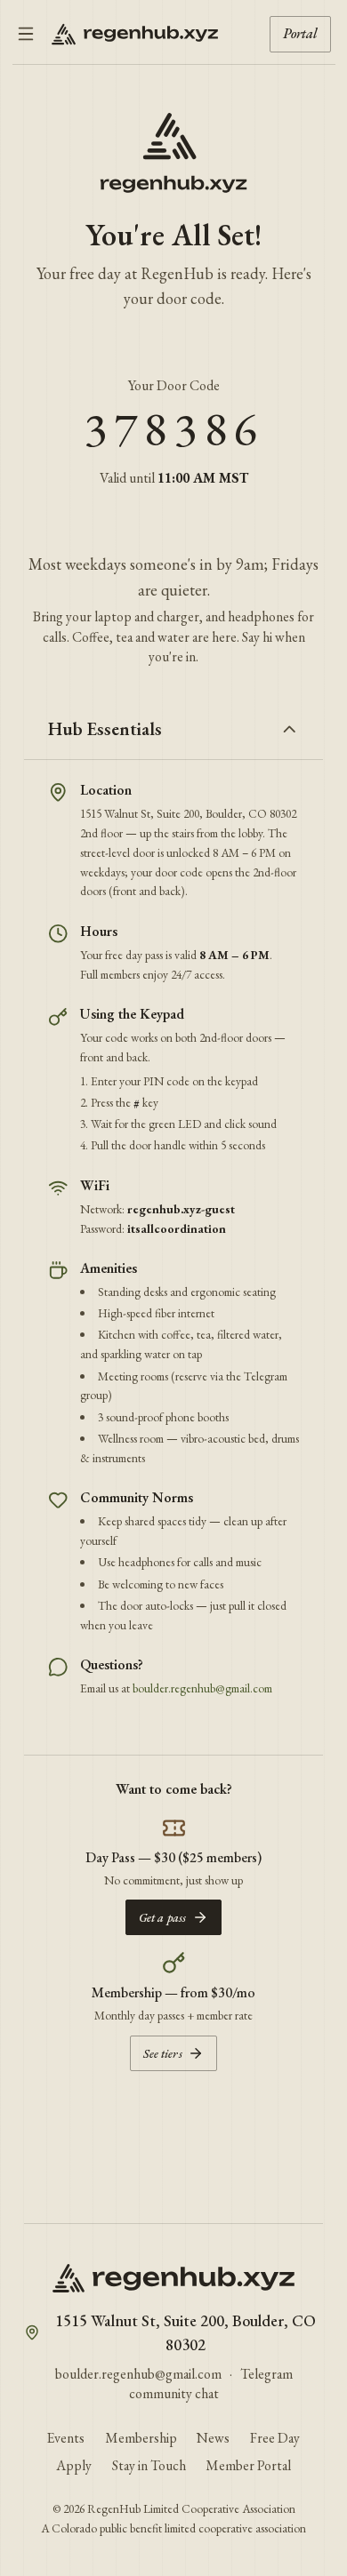 regenhub.xyz
Portal
regenhub.xyz
You're All Set!
Your free day at RegenHub is ready. Here's
your door code.
Your Door Code
378386
Valid until 11:00 AM MST
Most weekdays someone's in by 9am; Fridays
are quieter.
Bring your laptop and charger, and headphones for
calls. Coffee, tea and water are here. Say hi when
you're in.
Hub Essentials
Location
1515 Walnut St, Suite 200, Boulder, CO 80302
2nd floor — up the stairs from the lobby. The
street-level door is unlocked 8 AM – 6 PM on
weekdays; your door code opens the 2nd-floor
doors (front and back).
Hours
Your free day pass is valid 8 AM – 6 PM.
Full members enjoy 24/7 access.
Using the Keypad
Your code works on both 2nd-floor doors —
front and back.
1. Enter your PIN code on the keypad
2. Press the # key
3. Wait for the green LED and click sound
4. Pull the door handle within 5 seconds
WiFi
Network: regenhub.xyz-guest
Password: itsallcoordination
Amenities
• Standing desks and ergonomic seating
• High-speed fiber internet
• Kitchen with coffee, tea, filtered water,
and sparkling water on tap
• Meeting rooms (reserve via the Telegram
group)
• 3 sound-proof phone booths
• Wellness room — vibro-acoustic bed, drums
& instruments
Community Norms
• Keep shared spaces tidy — clean up after
yourself
• Use headphones for calls and music
• Be welcoming to new faces
• The door auto-locks — just pull it closed
when you leave
Questions?
Email us at boulder.regenhub@gmail.com
Want to come back?
Day Pass — $30 ($25 members)
No commitment, just show up
Get a pass →
Membership — from $30/mo
Monthly day passes + member rate
See tiers →
regenhub.xyz
1515 Walnut St, Suite 200, Boulder, CO
80302
boulder.regenhub@gmail.com · Telegram
community chat
Events Membership News Free Day
Apply Stay in Touch Member Portal
© 2026 RegenHub Limited Cooperative Association
A Colorado public benefit limited cooperative association